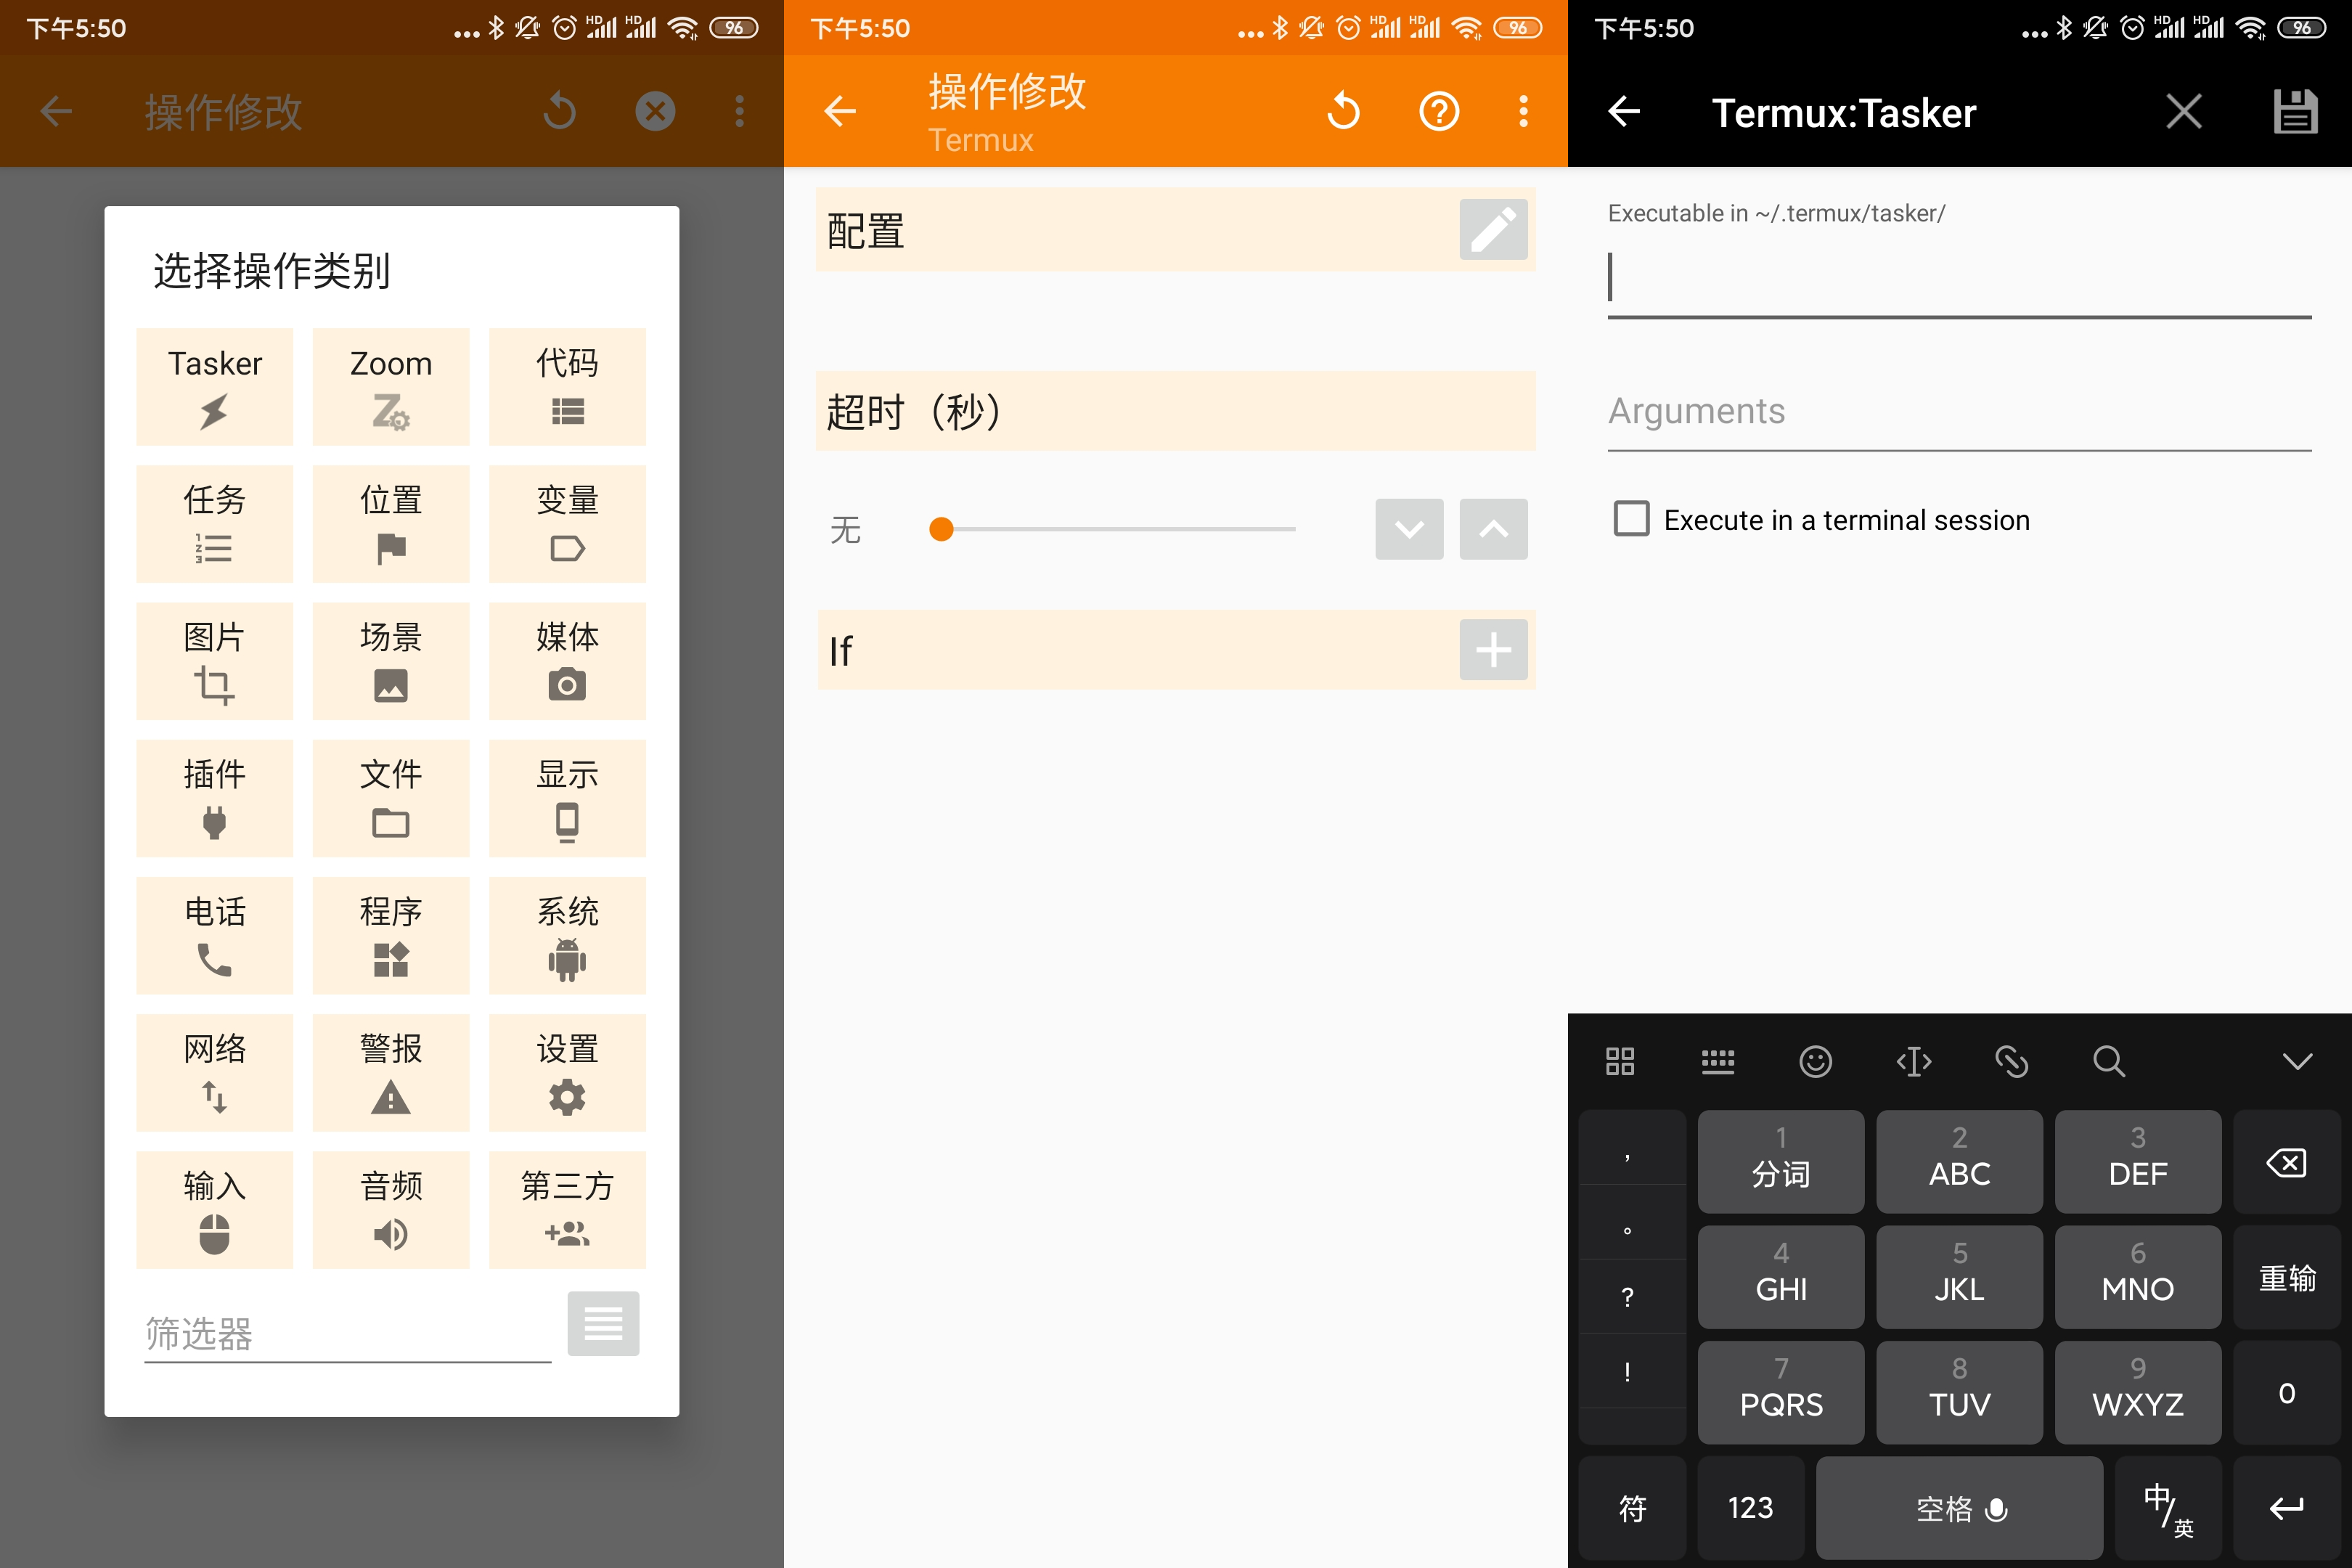 下午5:50
HD
HD
96
操作修改
选择操作类别
Tasker
Zoom
代码
任务
位置
变量
图片
场景
媒体
插件
文件
显示
电话
程序
系统
网络
警报
设置
输入
音频
第三方
筛选器
下午5:50
HD
HD
96
操作修改
Termux
配置
超时（秒）
无
If
下午5:50
HD
HD
96
Termux:Tasker
Executable in ~/.termux/tasker/
Arguments
Execute in a terminal session
，
。
?
!
1
分词
2
ABC
3
DEF
4
GHI
5
JKL
6
MNO
重输
7
PQRS
8
TUV
9
WXYZ
0
符
123
空格
中/英